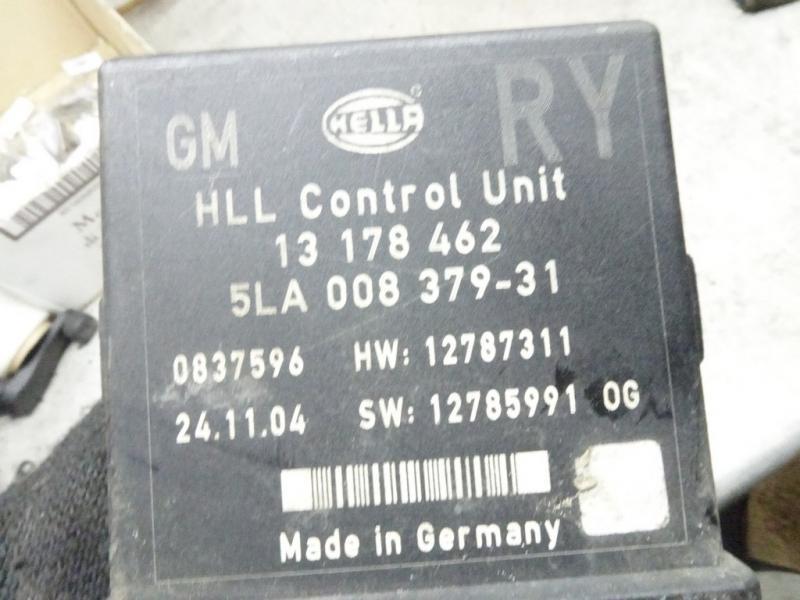 GM HELLA® RY
HLL Control Unit
13 178 462
5LA 008 379-31
0837596 HW: 12787311
24.11.04 SW: 12785991 0G
Made in Germany